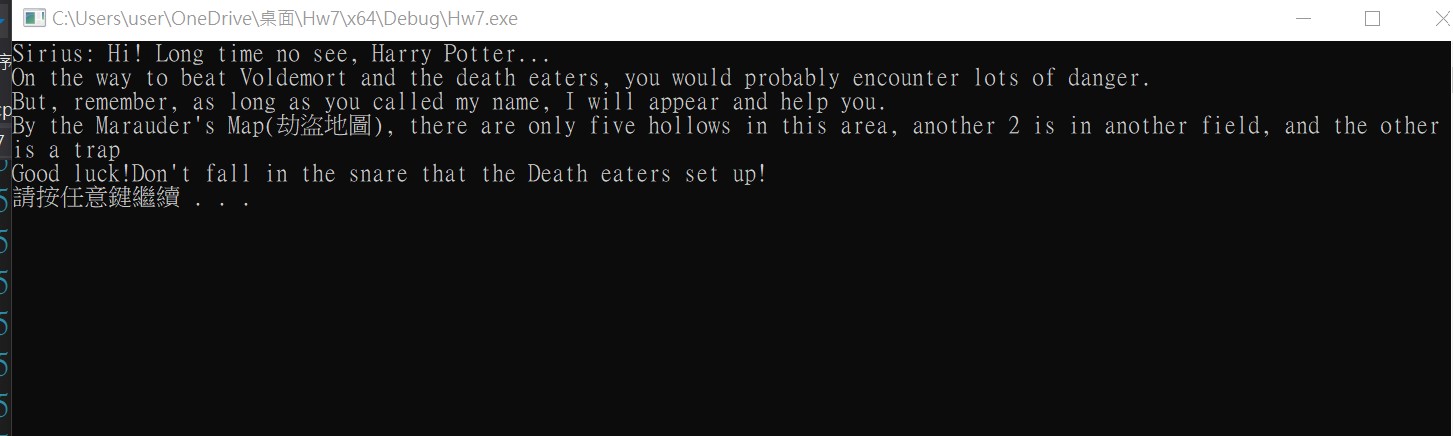 C:\Users\user\OneDrive\桌面\Hw7\x64\Debug\Hw7.exe
Sirius: Hi! Long time no see, Harry Potter...
On the way to beat Voldemort and the death eaters, you would probably encounter lots of danger.
But, remember, as long as you called my name, I will appear and help you.
By the Marauder's Map(劫盜地圖), there are only five hollows in this area, another 2 is in another field, and the other
is a trap
Good luck!Don't fall in the snare that the Death eaters set up!
請按任意鍵繼續 . . .